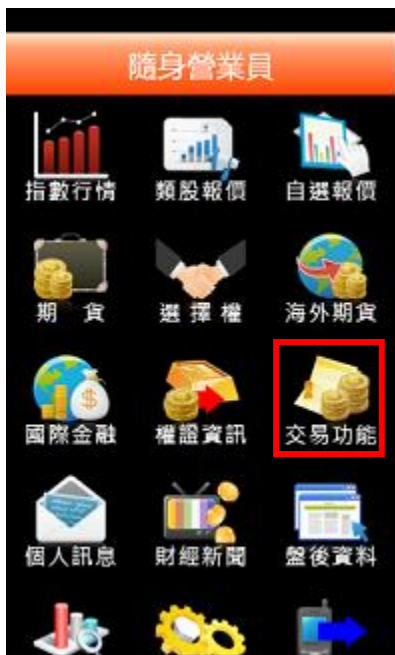 隨身營業員
指數行情 類股報價 自選報價
期 貨 選 擇 權 海外期貨
國際金融 權證資訊 交易功能
個人訊息 財經新聞 盤後資料